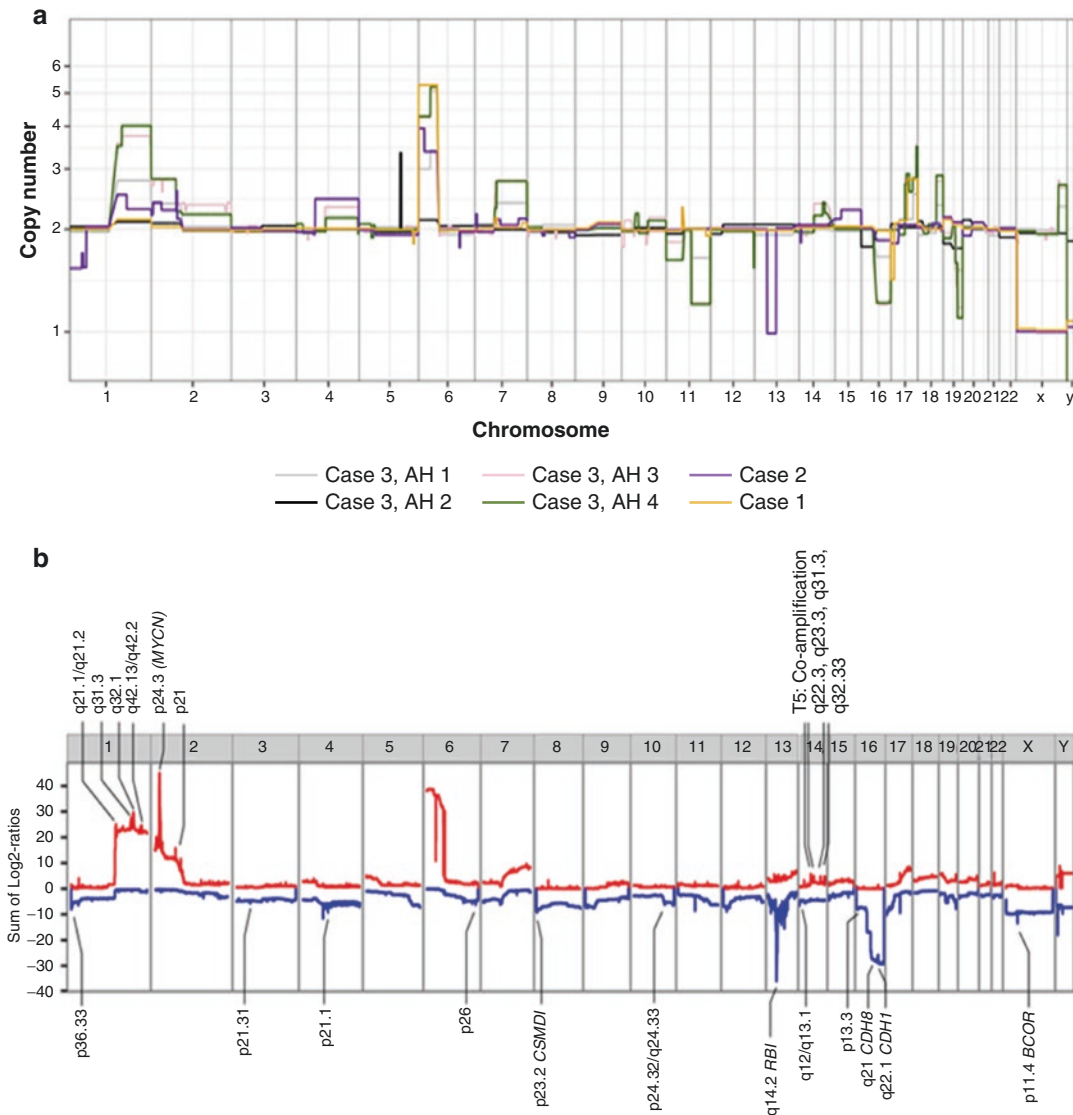 a
Copy number
6
5
4
3
2
1
1 2 3 4 5 6 7 8 9 10 11 12 13 14 15 16 17 18 19 20 21 22 x y
Chromosome
Case 3, AH 1
Case 3, AH 3
Case 2
Case 3, AH 2
Case 3, AH 4
Case 1
b
q21.1/q21.2
q31.3
q32.1
q42.13/q42.2
p24.3 (MYCN)
p21
T5: Co-amplification
q22.3, q23.3, q31.3,
q32.33
1 2 3 4 5 6 7 8 9 10 11 12 13 14 15 16 17 18 19 20 21 22 X Y
Sum of Log2-ratios
40
30
20
10
0
−10
−20
−30
−40
p36.33
p21.31
p21.1
p26
p23.2 CSMDI
p24.32/q24.33
q14.2 RBI
q12/q13.1
p13.3
q21 CDH8
q22.1 CDH1
p11.4 BCOR